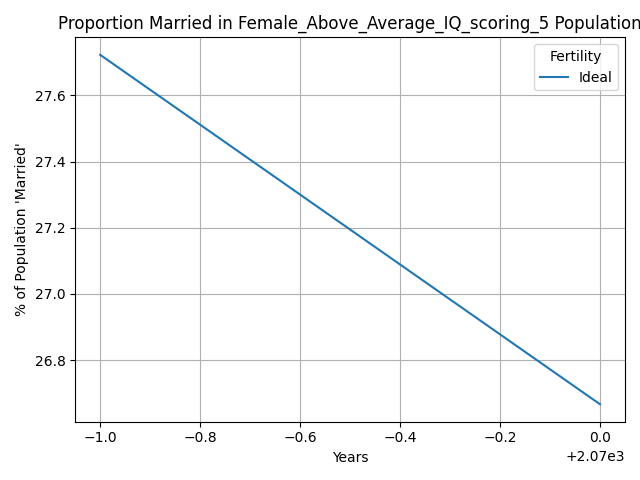 Proportion Married in Female_Above_Average_IQ_scoring_5 Population
Fertility
Ideal
% of Population 'Married'
27.6
27.4
27.2
27.0
26.8
−1.0 −0.8 −0.6 −0.4 −0.2 0.0
Years
+2.07e3